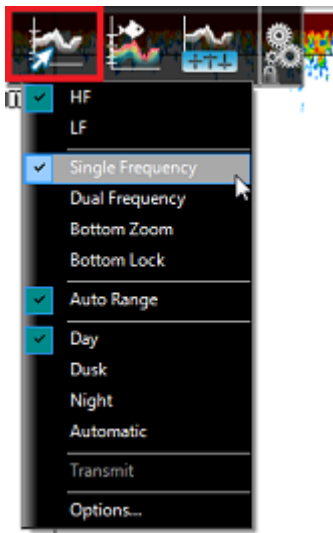 HF
LF
Single Frequency
Dual Frequency
Bottom Zoom
Bottom Lock
Auto Range
Day
Dusk
Night
Automatic
Transmit
Options...